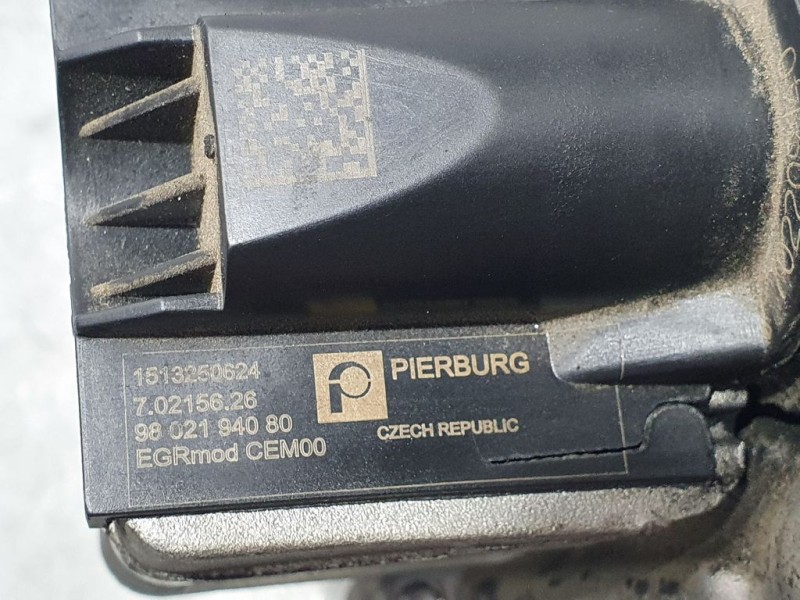 1513250624
7.02156.26
98 021 940 80
EGRmod CEM00
PIERBURG
CZECH REPUBLIC